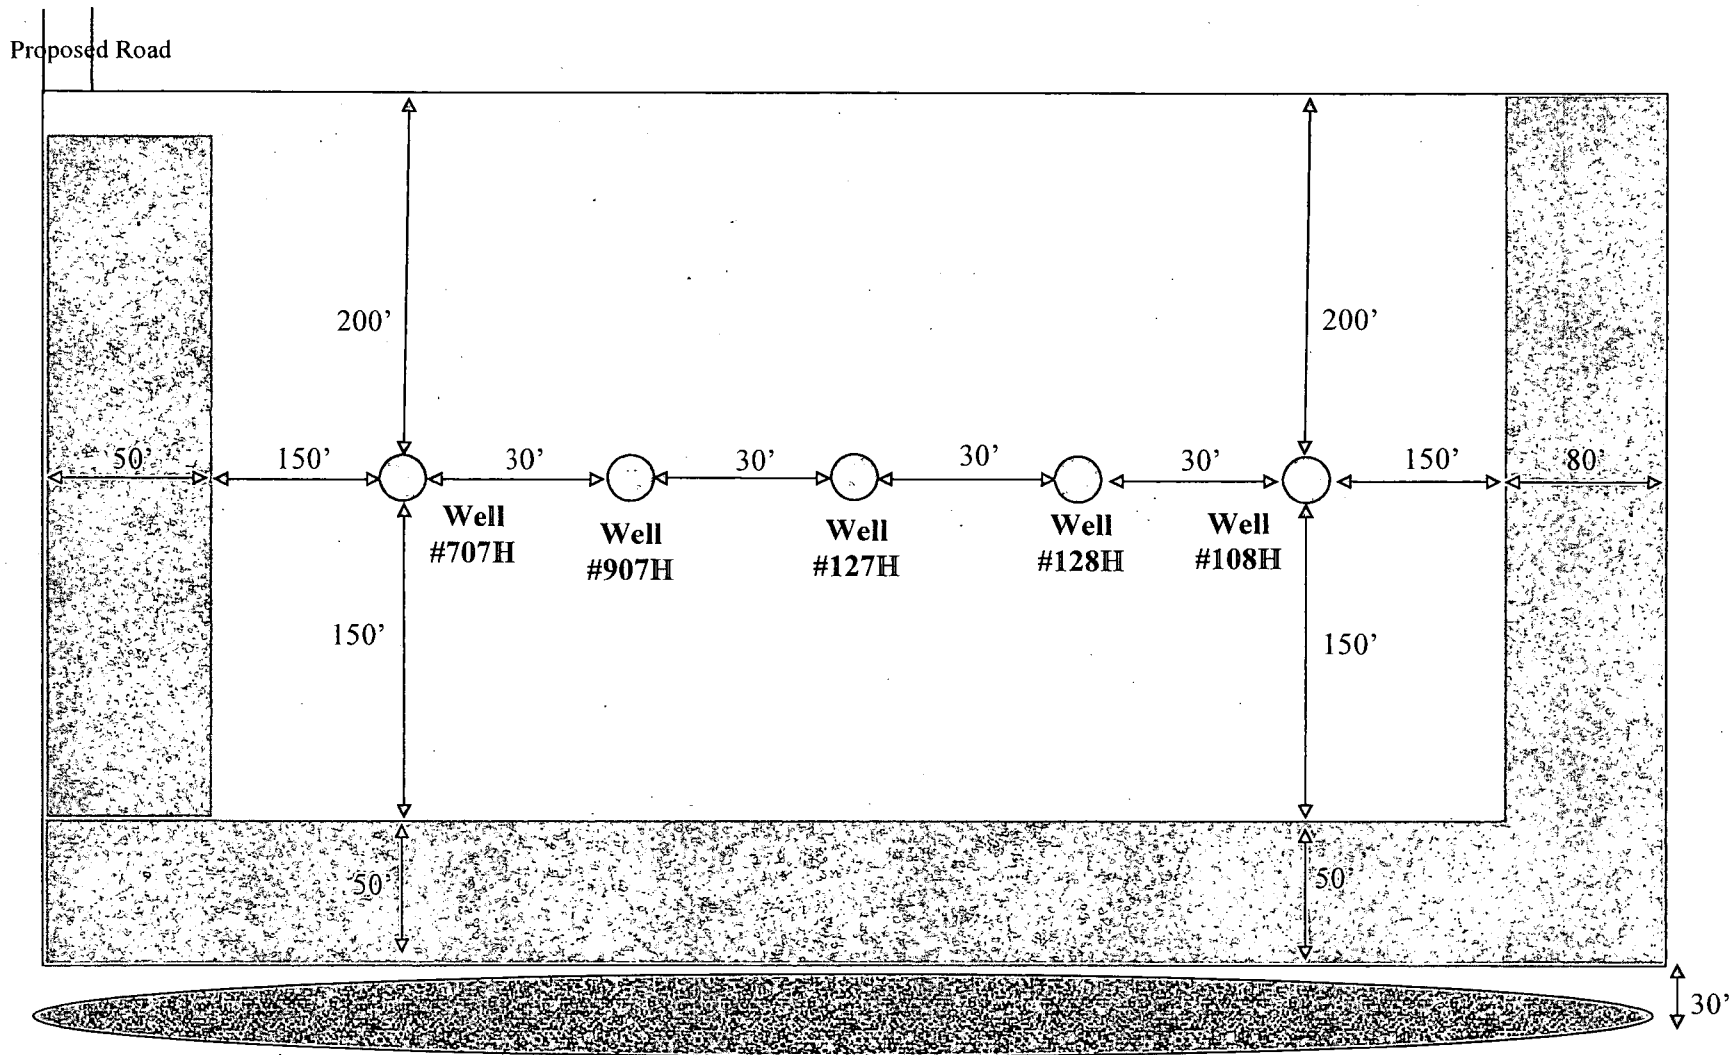 Proposed Road
200’ 200’
50’ 150’ 30’ 30’ 30’ 30’ 150’ 80’
Well #707H
Well #907H
Well #127H
Well #128H
Well #108H
150’ 150’
50’ 50’
30’